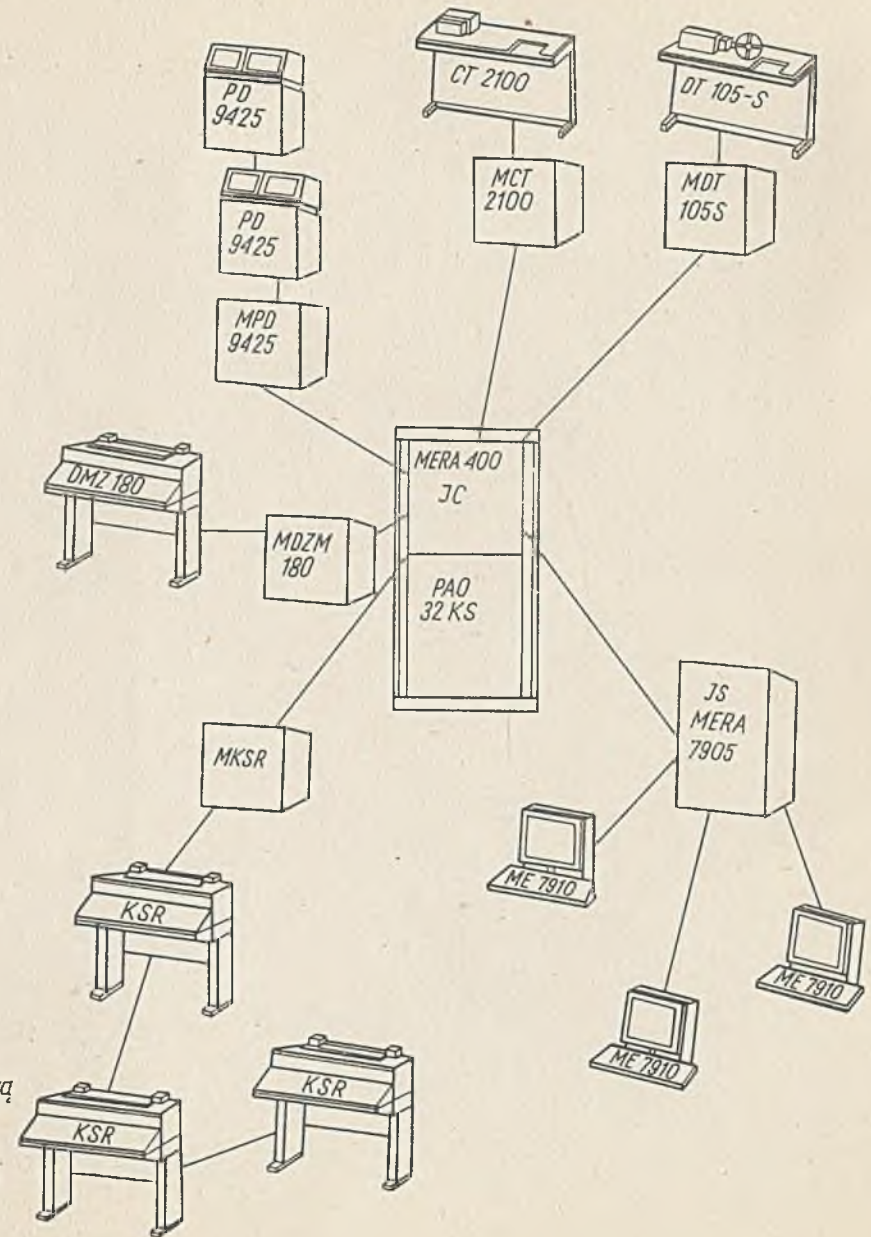 PD
9425
CT 2100
DT 105-S
PD
9425
MCT
2100
MDT
105S
MPD
9425
MERA 400
JC
DMZ 180
MDZM
180
PAO
32 KS
JS
MERA
7905
MKSR
ME 7910
KSR
ME 7910
ME 7910
KSR
KSR